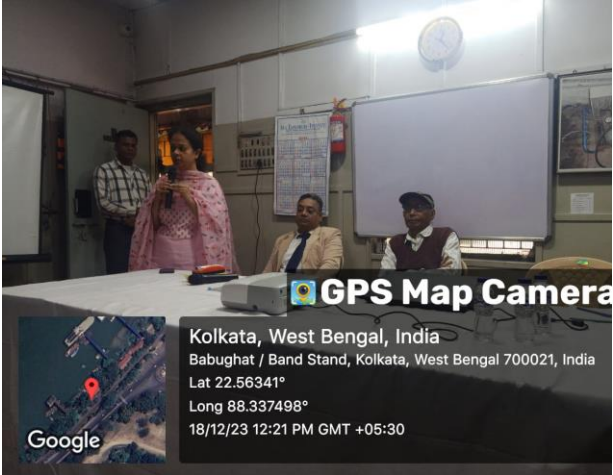 GPS Map Camera
Kolkata, West Bengal, India
Babughat / Band Stand, Kolkata, West Bengal 700021, India
Lat 22.56341°
Long 88.337498°
18/12/23 12:21 PM GMT +05:30
Google